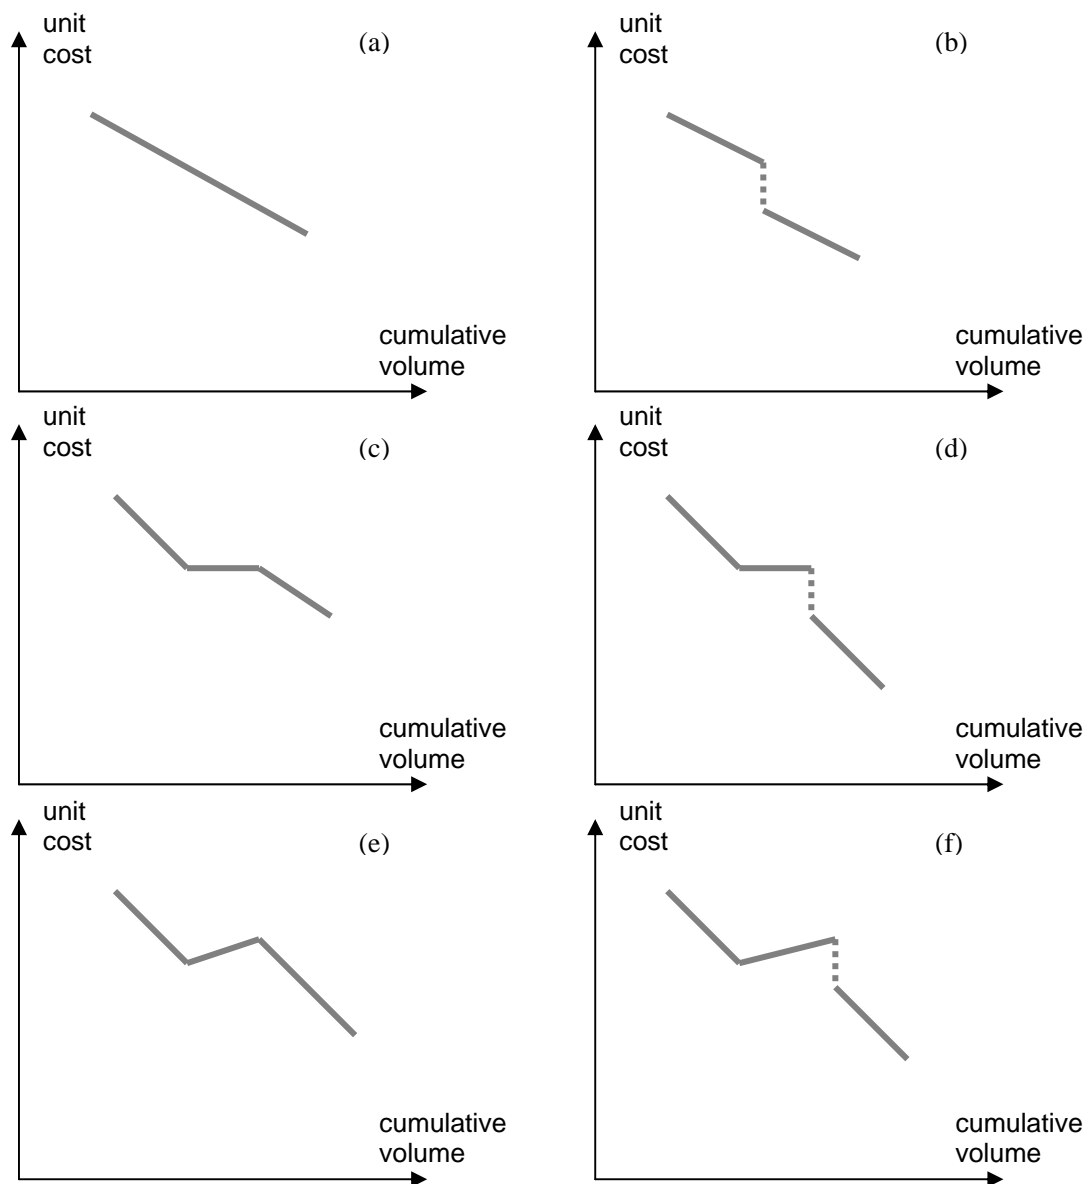 unit
cost
(a)
cumulative
volume
unit
cost
(b)
cumulative
volume
unit
cost
(c)
cumulative
volume
unit
cost
(d)
cumulative
volume
unit
cost
(e)
cumulative
volume
unit
cost
(f)
cumulative
volume